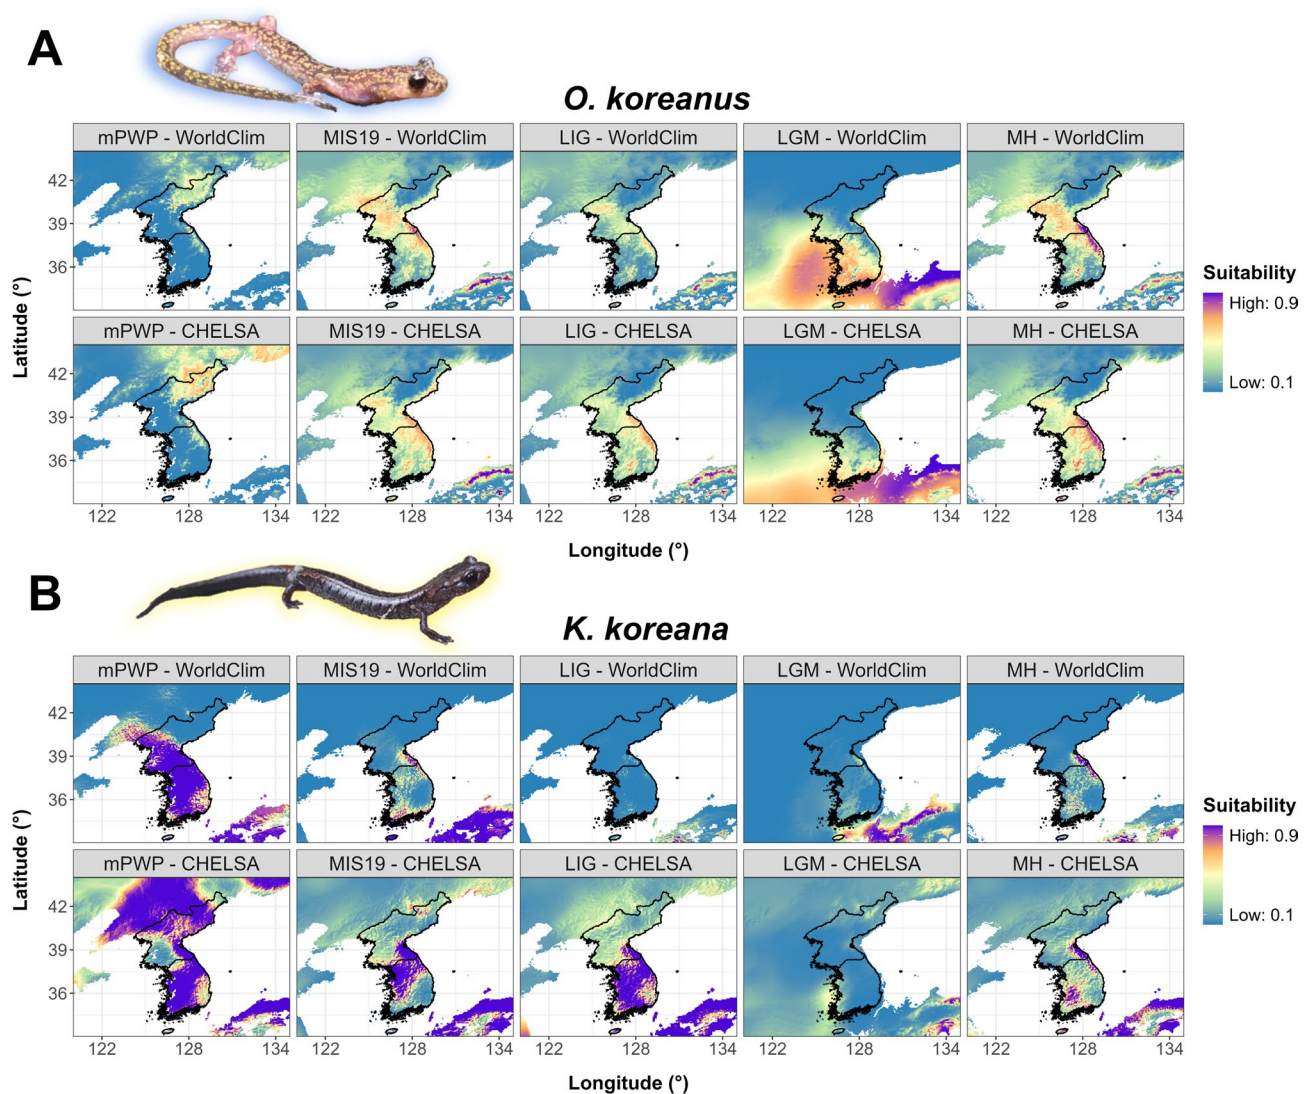 A
O. koreanus
mPWP - WorldClim MIS19 - WorldClim LIG - WorldClim LGM - WorldClim MH - WorldClim
42
39
36
mPWP - CHELSA MIS19 - CHELSA LIG - CHELSA LGM - CHELSA MH - CHELSA
42
39
36
122 128 134 122 128 134 122 128 134 122 128 134 122 128 134
Latitude (°)
Longitude (°)
Suitability
High: 0.9
Low: 0.1
B
K. koreana
mPWP - WorldClim MIS19 - WorldClim LIG - WorldClim LGM - WorldClim MH - WorldClim
42
39
36
mPWP - CHELSA MIS19 - CHELSA LIG - CHELSA LGM - CHELSA MH - CHELSA
42
39
36
122 128 134 122 128 134 122 128 134 122 128 134 122 128 134
Latitude (°)
Longitude (°)
Suitability
High: 0.9
Low: 0.1